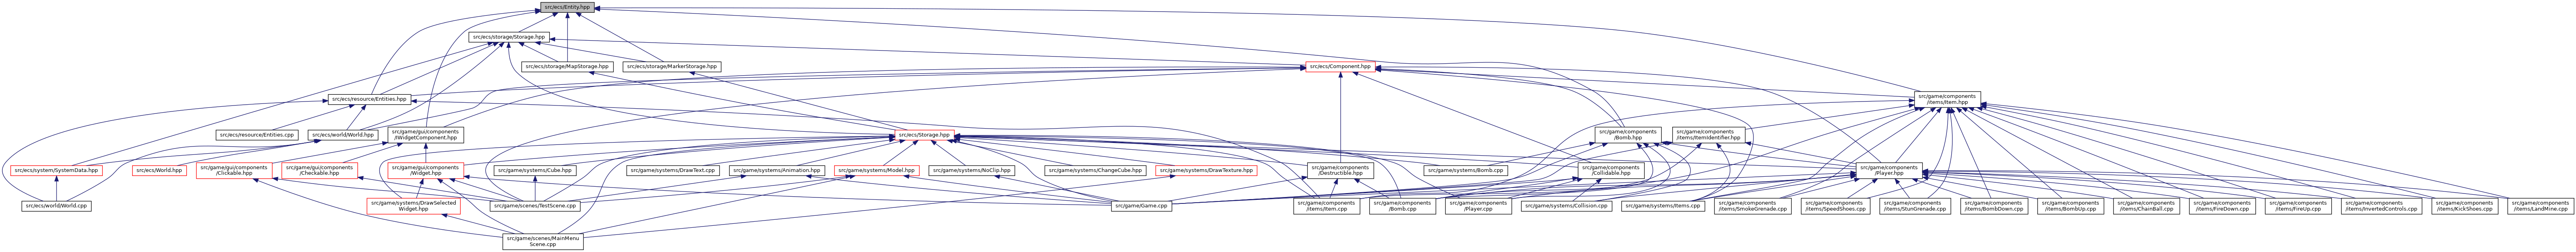 src/ecs/Entity.hpp
src/ecs/storage/Storage.hpp
src/ecs/storage/MapStorage.hpp
src/ecs/storage/MarkerStorage.hpp
src/ecs/Component.hpp
src/ecs/resource/Entities.hpp
src/game/components
/items/Item.hpp
src/ecs/resource/Entities.cpp
src/ecs/world/World.hpp
src/game/gui/components
/IWidgetComponent.hpp
src/ecs/Storage.hpp
src/game/components
/Bomb.hpp
src/game/components
/items/ItemIdentifier.hpp
src/ecs/system/SystemData.hpp
src/ecs/World.hpp
src/game/gui/components
/Clickable.hpp
src/game/gui/components
/Checkable.hpp
src/game/gui/components
/Widget.hpp
src/game/systems/Cube.hpp
src/game/systems/DrawText.cpp
src/game/systems/Animation.hpp
src/game/systems/Model.hpp
src/game/systems/NoClip.hpp
src/game/systems/ChangeCube.hpp
src/game/systems/DrawTexture.hpp
src/game/components
/Destructible.hpp
src/game/systems/Bomb.cpp
src/game/components
/Collidable.hpp
src/game/components
/Player.hpp
src/ecs/world/World.cpp
src/game/systems/DrawSelected
Widget.hpp
src/game/scenes/TestScene.cpp
src/game/Game.cpp
src/game/components
/items/Item.cpp
src/game/components
/Bomb.cpp
src/game/components
/Player.cpp
src/game/systems/Collision.cpp
src/game/systems/Items.cpp
src/game/components
/items/SmokeGrenade.cpp
src/game/components
/items/SpeedShoes.cpp
src/game/components
/items/StunGrenade.cpp
src/game/components
/items/BombDown.cpp
src/game/components
/items/BombUp.cpp
src/game/components
/items/ChainBall.cpp
src/game/components
/items/FireDown.cpp
src/game/components
/items/FireUp.cpp
src/game/components
/items/InvertedControls.cpp
src/game/components
/items/KickShoes.cpp
src/game/components
/items/LandMine.cpp
src/game/scenes/MainMenu
Scene.cpp